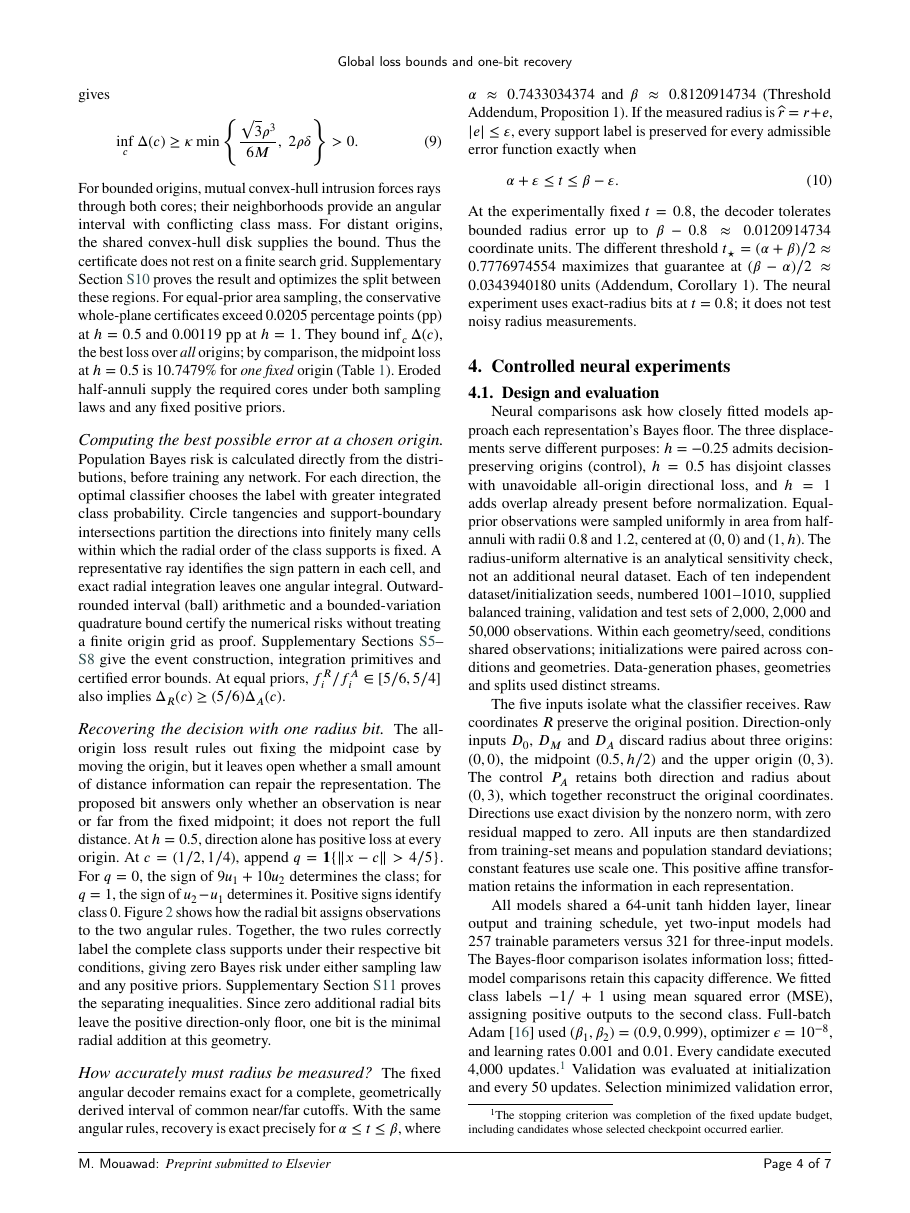 Global loss bounds and one-bit recovery
gives
inf_c Δ(c) ≥ κ min { √3ρ³ / 6M , 2ρδ } > 0. (9)
For bounded origins, mutual convex-hull intrusion forces rays
through both cores; their neighborhoods provide an angular
interval with conflicting class mass. For distant origins,
the shared convex-hull disk supplies the bound. Thus the
certificate does not rest on a finite search grid. Supplementary
Section S10 proves the result and optimizes the split between
these regions. For equal-prior area sampling, the conservative
whole-plane certificates exceed 0.0205 percentage points (pp)
at h = 0.5 and 0.00119 pp at h = 1. They bound inf_c Δ(c),
the best loss over all origins; by comparison, the midpoint loss
at h = 0.5 is 10.7479% for one fixed origin (Table 1). Eroded
half-annuli supply the required cores under both sampling
laws and any fixed positive priors.
Computing the best possible error at a chosen origin.
Population Bayes risk is calculated directly from the distri-
butions, before training any network. For each direction, the
optimal classifier chooses the label with greater integrated
class probability. Circle tangencies and support-boundary
intersections partition the directions into finitely many cells
within which the radial order of the class supports is fixed. A
representative ray identifies the sign pattern in each cell, and
exact radial integration leaves one angular integral. Outward-
rounded interval (ball) arithmetic and a bounded-variation
quadrature bound certify the numerical risks without treating
a finite origin grid as proof. Supplementary Sections S5–
S8 give the event construction, integration primitives and
certified error bounds. At equal priors, f_i^R/f_i^A ∈ [5/6, 5/4]
also implies Δ_R(c) ≥ (5/6)Δ_A(c).
Recovering the decision with one radius bit. The all-
origin loss result rules out fixing the midpoint case by
moving the origin, but it leaves open whether a small amount
of distance information can repair the representation. The
proposed bit answers only whether an observation is near
or far from the fixed midpoint; it does not report the full
distance. At h = 0.5, direction alone has positive loss at every
origin. At c = (1/2, 1/4), append q = 1{‖x − c‖ > 4/5}.
For q = 0, the sign of 9u₁ + 10u₂ determines the class; for
q = 1, the sign of u₂ − u₁ determines it. Positive signs identify
class 0. Figure 2 shows how the radial bit assigns observations
to the two angular rules. Together, the two rules correctly
label the complete class supports under their respective bit
conditions, giving zero Bayes risk under either sampling law
and any positive priors. Supplementary Section S11 proves
the separating inequalities. Since zero additional radial bits
leave the positive direction-only floor, one bit is the minimal
radial addition at this geometry.
How accurately must radius be measured? The fixed
angular decoder remains exact for a complete, geometrically
derived interval of common near/far cutoffs. With the same
angular rules, recovery is exact precisely for α ≤ t ≤ β, where
α ≈ 0.7433034374 and β ≈ 0.8120914734 (Threshold
Addendum, Proposition 1). If the measured radius is r̂ = r+e,
|e| ≤ ε, every support label is preserved for every admissible
error function exactly when
α + ε ≤ t ≤ β − ε. (10)
At the experimentally fixed t = 0.8, the decoder tolerates
bounded radius error up to β − 0.8 ≈ 0.0120914734
coordinate units. The different threshold t⋆ = (α + β)/2 ≈
0.7776974554 maximizes that guarantee at (β − α)/2 ≈
0.0343940180 units (Addendum, Corollary 1). The neural
experiment uses exact-radius bits at t = 0.8; it does not test
noisy radius measurements.
4. Controlled neural experiments
4.1. Design and evaluation
Neural comparisons ask how closely fitted models ap-
proach each representation's Bayes floor. The three displace-
ments serve different purposes: h = −0.25 admits decision-
preserving origins (control), h = 0.5 has disjoint classes
with unavoidable all-origin directional loss, and h = 1
adds overlap already present before normalization. Equal-
prior observations were sampled uniformly in area from half-
annuli with radii 0.8 and 1.2, centered at (0, 0) and (1, h). The
radius-uniform alternative is an analytical sensitivity check,
not an additional neural dataset. Each of ten independent
dataset/initialization seeds, numbered 1001–1010, supplied
balanced training, validation and test sets of 2,000, 2,000 and
50,000 observations. Within each geometry/seed, conditions
shared observations; initializations were paired across con-
ditions and geometries. Data-generation phases, geometries
and splits used distinct streams.
The five inputs isolate what the classifier receives. Raw
coordinates R preserve the original position. Direction-only
inputs D₀, D_M and D_A discard radius about three origins:
(0, 0), the midpoint (0.5, h/2) and the upper origin (0, 3).
The control P_A retains both direction and radius about
(0, 3), which together reconstruct the original coordinates.
Directions use exact division by the nonzero norm, with zero
residual mapped to zero. All inputs are then standardized
from training-set means and population standard deviations;
constant features use scale one. This positive affine transfor-
mation retains the information in each representation.
All models shared a 64-unit tanh hidden layer, linear
output and training schedule, yet two-input models had
257 trainable parameters versus 321 for three-input models.
The Bayes-floor comparison isolates information loss; fitted-
model comparisons retain this capacity difference. We fitted
class labels −1/ + 1 using mean squared error (MSE),
assigning positive outputs to the second class. Full-batch
Adam [16] used (β₁, β₂) = (0.9, 0.999), optimizer ϵ = 10⁻⁸,
and learning rates 0.001 and 0.01. Every candidate executed
4,000 updates.¹ Validation was evaluated at initialization
and every 50 updates. Selection minimized validation error,
¹The stopping criterion was completion of the fixed update budget,
including candidates whose selected checkpoint occurred earlier.
M. Mouawad: Preprint submitted to Elsevier Page 4 of 7